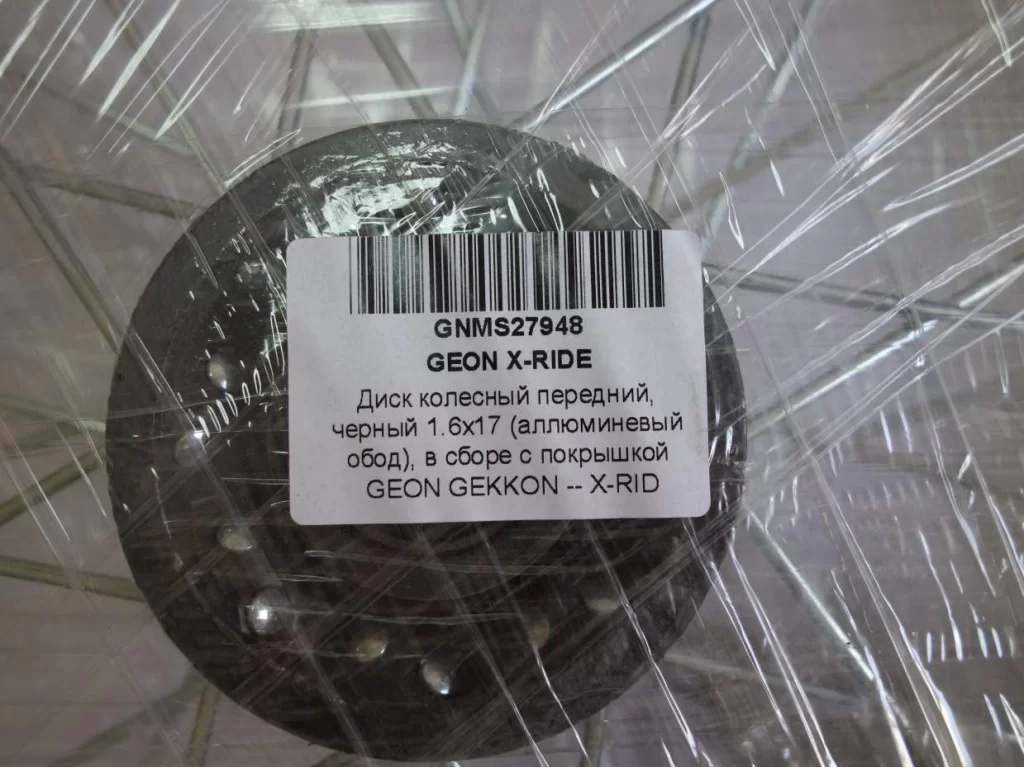 GNMS27948
GEON X-RIDE
Диск колесный передний,
черный 1.6х17 (аллюминевый
обод), в сборе с покрышкой
GEON GEKKON -- X-RID